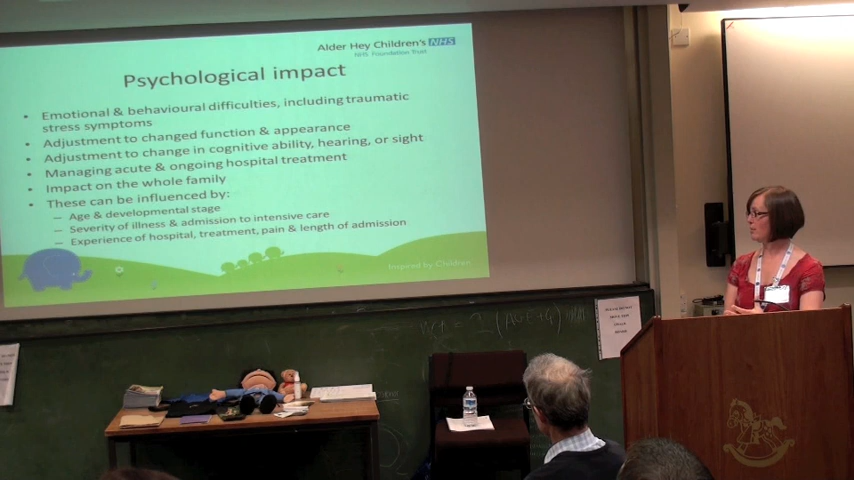 Alder Hey Children's NHS
NHS Foundation Trust
Psychological impact
• Emotional & behavioural difficulties, including traumatic
stress symptoms
• Adjustment to changed function & appearance
• Adjustment to change in cognitive ability, hearing, or sight
• Managing acute & ongoing hospital treatment
• Impact on the whole family
• These can be influenced by:
– Age & developmental stage
– Severity of illness & admission to intensive care
– Experience of hospital, treatment, pain & length of admission
Inspired by Children
(AGE+4)